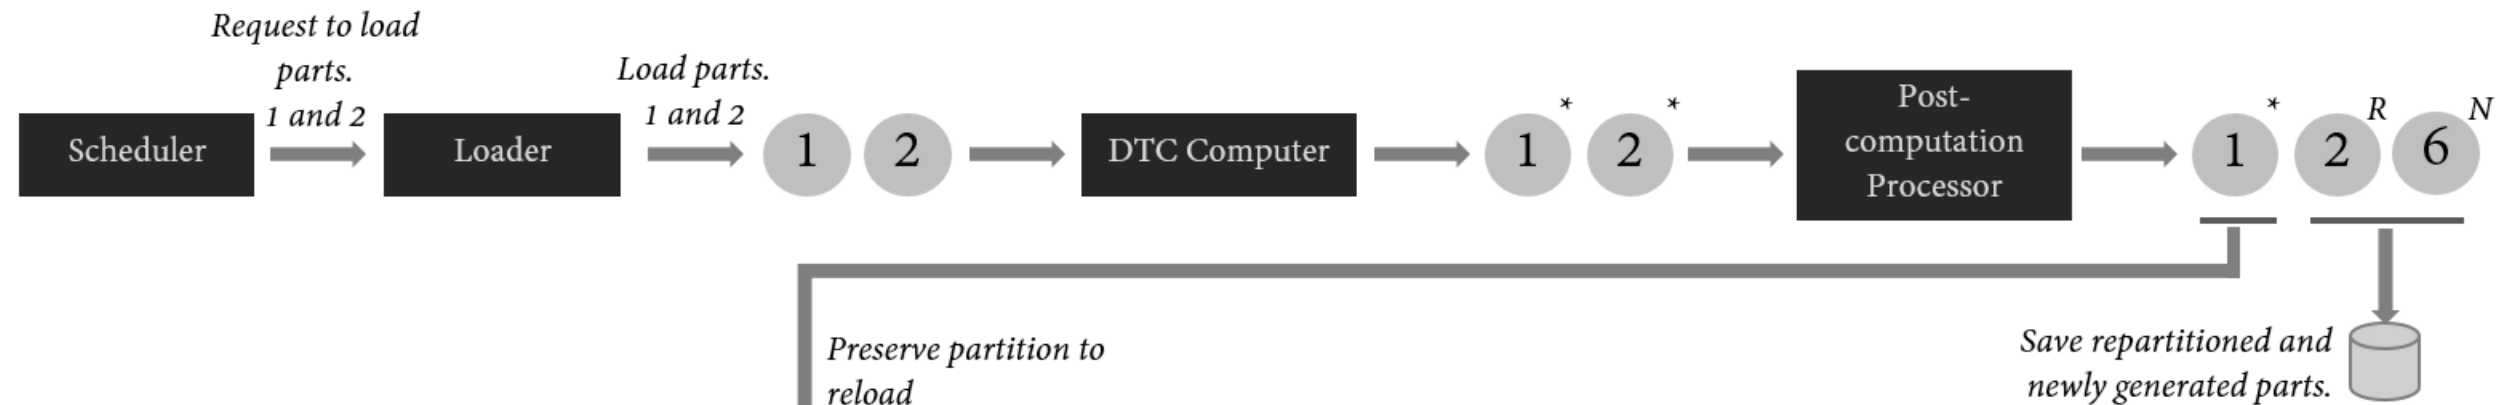 Request to load
parts.
1 and 2
Load parts.
1 and 2
Scheduler
Loader
1 2
DTC Computer
1 * 2 *
Post-
computation
Processor
1 * 2 R 6 N
Preserve partition to
reload
Save repartitioned and
newly generated parts.